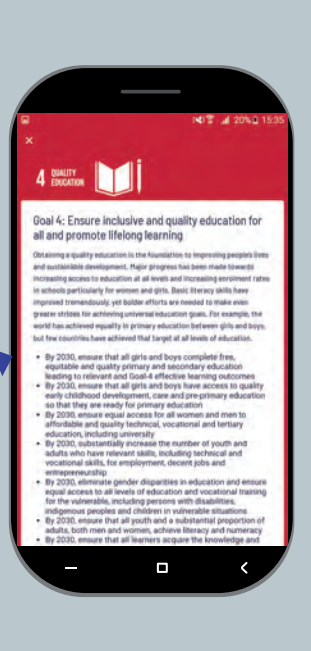 20% 15:35
×
4 QUALITY
EDUCATION
Goal 4: Ensure inclusive and quality education for
all and promote lifelong learning
Obtaining a quality education is the foundation to improving people's lives
and sustainable development. Major progress has been made towards
increasing access to education at all levels and increasing enrolment rates
in schools particularly for women and girls. Basic literacy skills have
improved tremendously, yet bolder efforts are needed to make even
greater strides for achieving universal education goals. For example, the
world has achieved equality in primary education between girls and boys,
but few countries have achieved that target at all levels of education.
• By 2030, ensure that all girls and boys complete free,
equitable and quality primary and secondary education
leading to relevant and Goal-4 effective learning outcomes
• By 2030, ensure that all girls and boys have access to quality
early childhood development, care and pre-primary education
so that they are ready for primary education
• By 2030, ensure equal access for all women and men to
affordable and quality technical, vocational and tertiary
education, including university
• By 2030, substantially increase the number of youth and
adults who have relevant skills, including technical and
vocational skills, for employment, decent jobs and
entrepreneurship
• By 2030, eliminate gender disparities in education and ensure
equal access to all levels of education and vocational training
for the vulnerable, including persons with disabilities,
indigenous peoples and children in vulnerable situations
• By 2030, ensure that all youth and a substantial proportion of
adults, both men and women, achieve literacy and numeracy
• By 2030, ensure that all learners acquire the knowledge and